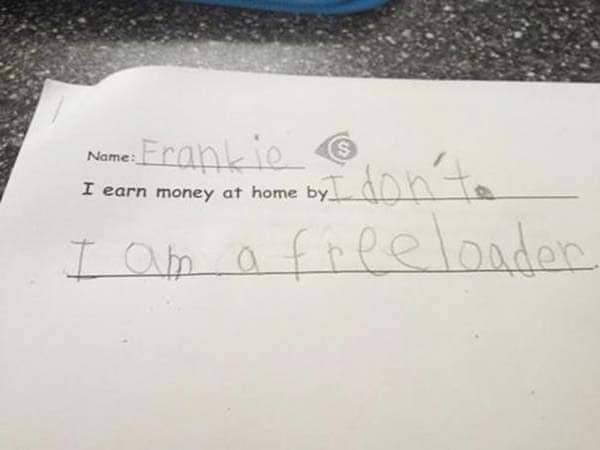 Name: Frankie $
I earn money at home by I don't.
I am a freeloader.